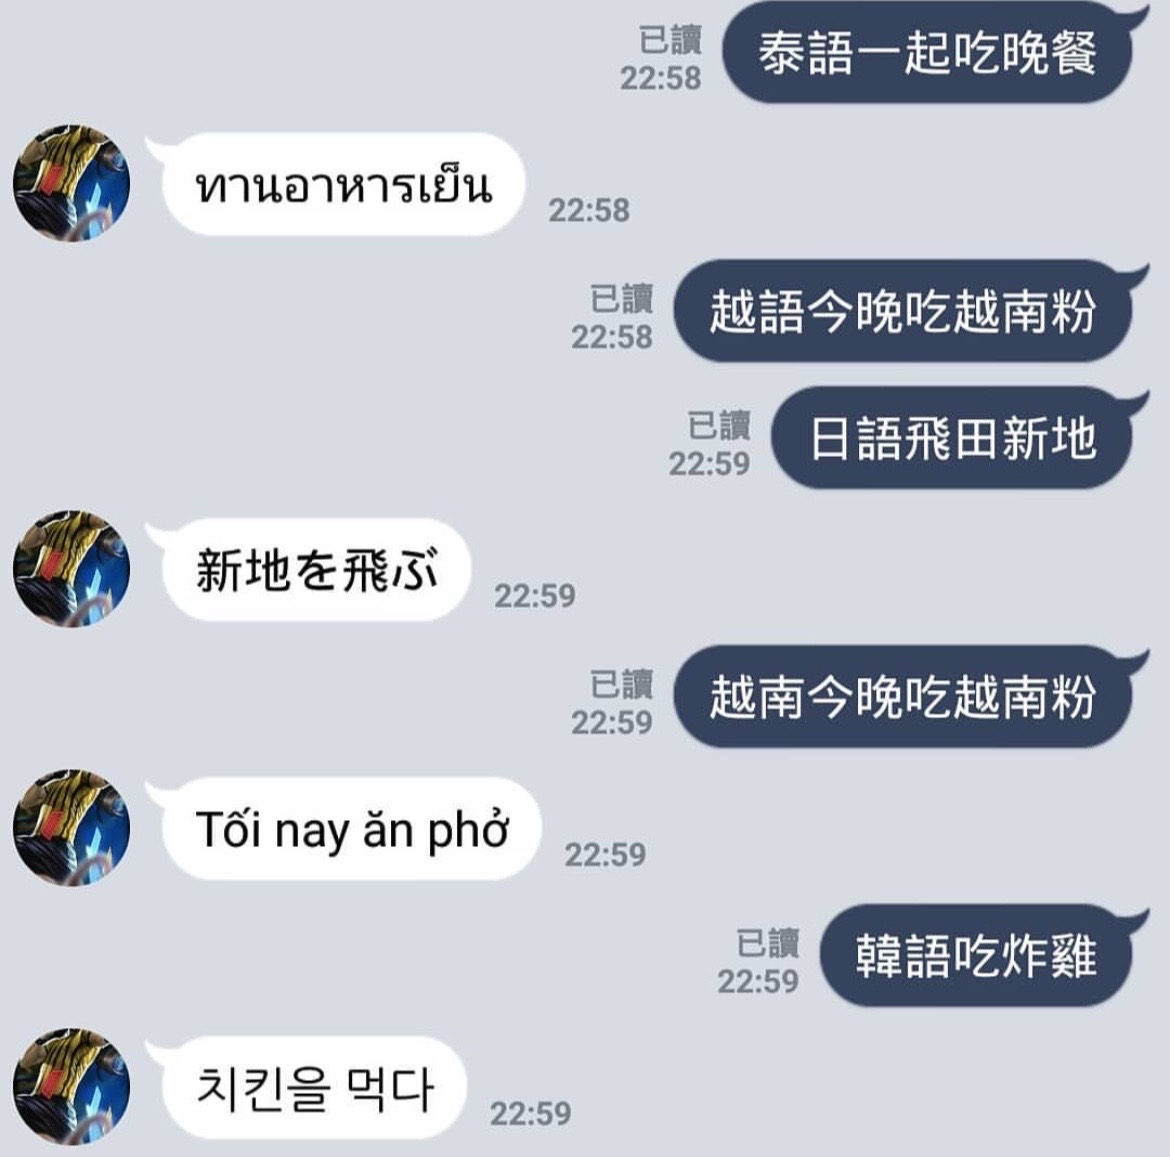 泰語一起吃晚餐
已讀
22:58
ทานอาหารเย็น
22:58
越語今晚吃越南粉
已讀
22:58
日語飛田新地
已讀
22:59
新地を飛ぶ
22:59
越南今晚吃越南粉
已讀
22:59
Tối nay ăn phở
22:59
韓語吃炸雞
已讀
22:59
치킨을 먹다
22:59